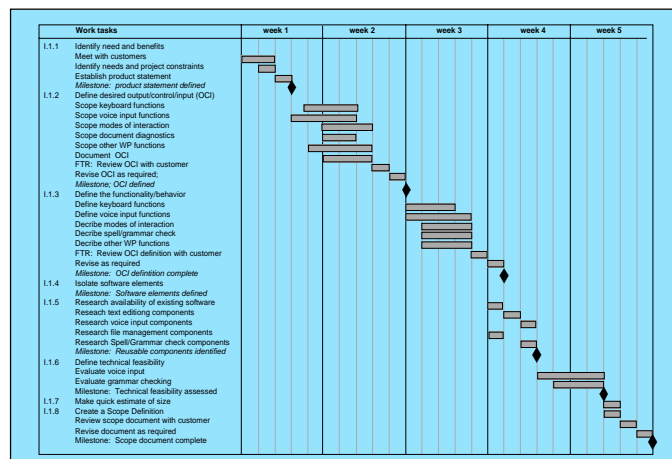 Work tasks week 1 week 2 week 3 week 4 week 5
I.1.1 Identify need and benefits
Meet with customers
Identify needs and project constraints
Establish product statement
Milestone: product statement defined
I.1.2 Define desired output/control/input (OCI)
Scope keyboard functions
Scope voice input functions
Scope modes of interaction
Scope document diagnostics
Scope other WP functions
Document OCI
FTR: Review OCI with customer
Revise OCI as required;
Milestone; OCI defined
I.1.3 Define the functionality/behavior
Define keyboard functions
Define voice input functions
Decribe modes of interaction
Decribe spell/grammar check
Decribe other WP functions
FTR: Review OCI definition with customer
Revise as required
Milestone: OCI defintition complete
I.1.4 Isolate software elements
Milestone: Software elements defined
I.1.5 Research availability of existing software
Reseach text editiong components
Research voice input components
Research file management components
Research Spell/Grammar check components
Milestone: Reusable components identified
I.1.6 Define technical feasibility
Evaluate voice input
Evaluate grammar checking
Milestone: Technical feasibility assessed
I.1.7 Make quick estimate of size
I.1.8 Create a Scope Definition
Review scope document with customer
Revise document as required
Milestone: Scope document complete